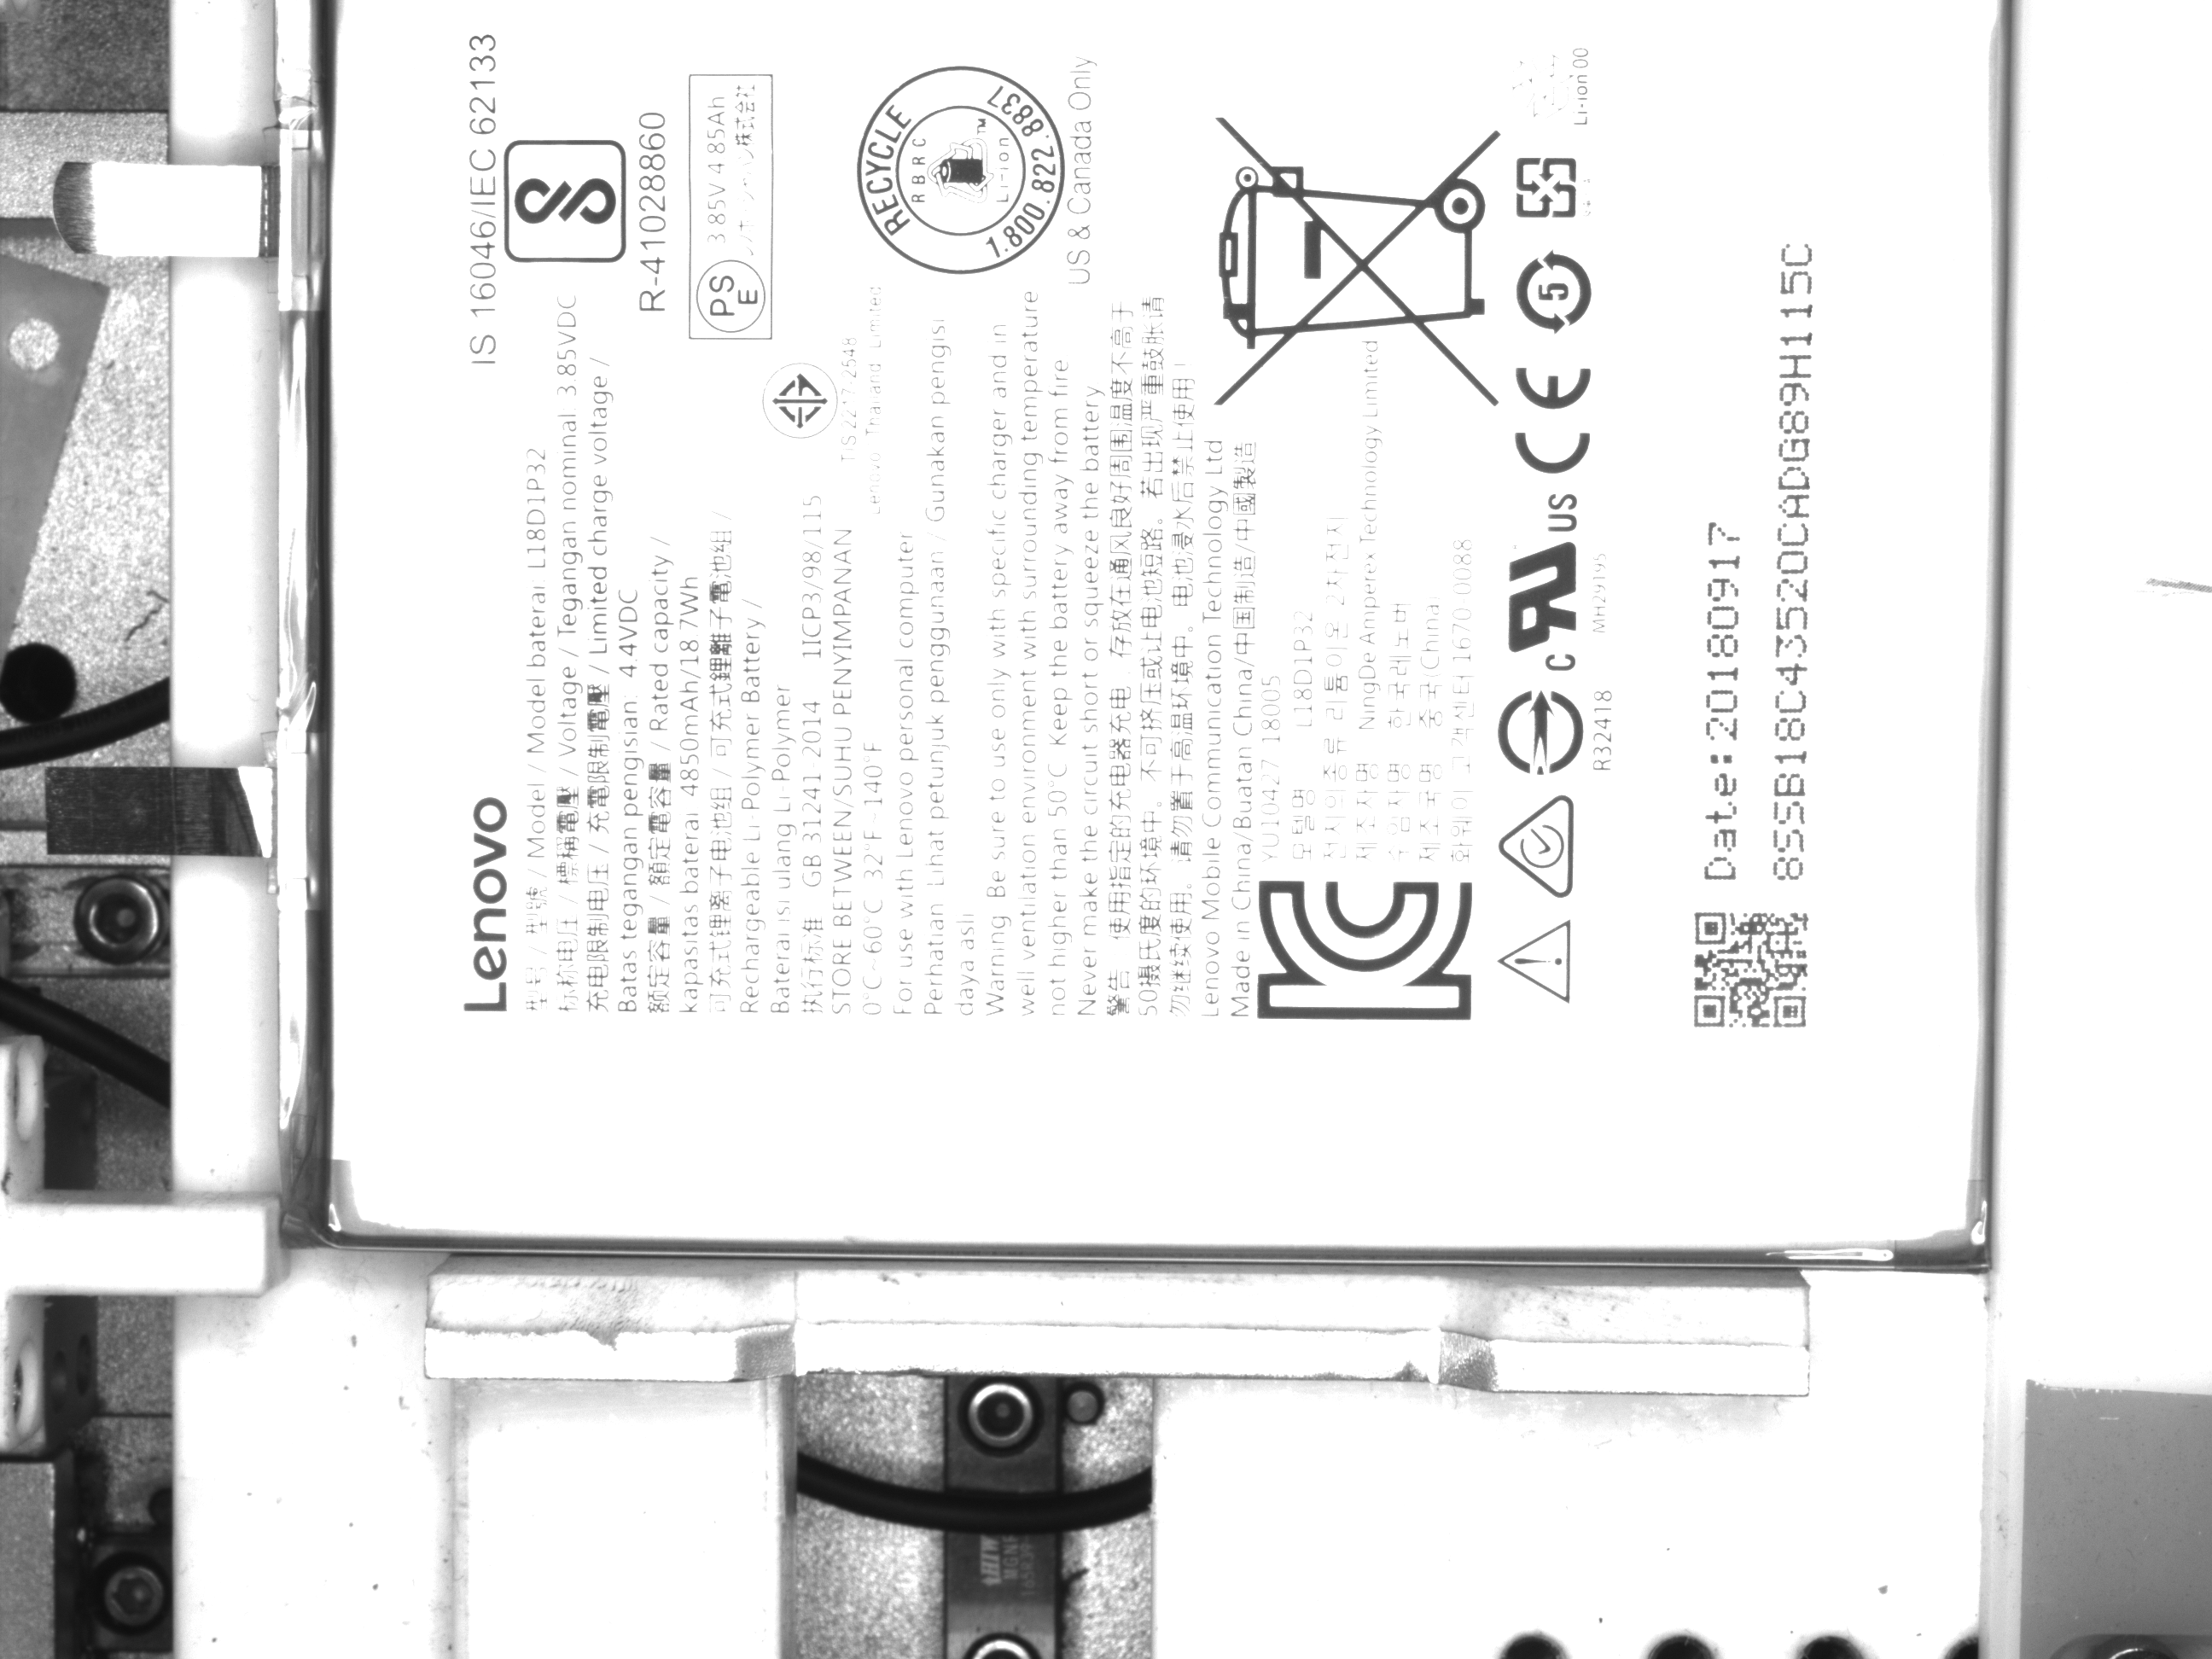 Lenovo
IS 16046/IEC 62133
R-41028860
型号 / 型號 / Model / Model baterai: L18D1P32
标称电压 / 標稱電壓 / Voltage / Tegangan nominal 3.85VDC
充电限制电压 / 充電限制電壓 / Limited charge voltage /
Batas tegangan pengisian: 4.4VDC
额定容量 / 額定電容量 / Rated capacity /
kapasitas baterai 4850mAh/18 7Wh
可充式锂离子电池组 / 可充式鋰離子電池組 /
Rechargeable Li-Polymer Battery /
Baterai isi ulang Li-Polymer
执行标准 GB 31241-2014 1ICP3/98/115
STORE BETWEEN/SUHU PENYIMPANAN
0°C~60°C 32°F~140°F
For use with Lenovo personal computer
Perhatian Lihat petunjuk penggunaan / Gunakan pengisi
daya asli
Warning Be sure to use only with specific charger and in
well ventilation environment with surrounding temperature
not higher than 50°C Keep the battery away from fire
Never make the circuit short or squeeze the battery
警告 使用指定的充电器充电 存放在通风良好周围温度不高于
50摄氏度的环境中。不可挤压或让电池短路。若出现严重鼓胀请
勿继续使用。请勿置于高温环境中。电池浸水后禁止使用!
Lenovo Mobile Communication Technology Ltd
Made in China/Buatan China/中国制造/中國製造
PS
E
3 85V 4 85Ah
レノボ・ジャパン株式会社
TIS 2217-2548
Lenovo Thailand Limited
RECYCLE
RBRC
Li-ion
TM
1.800.822.8837
US & Canada Only
YU10427 18005
모델명 L18D1P32
전지의종류 리튬이온 2차전지
제조자명 NingDe Amperex Technology Limited
수입자명 한국레노버
제조국명 중국(China)
화웨이 고객센터 1670 0088
R32418
C
US
MH29195
CE
5
Li-ion 00
Date:20180917
8SSB18C43520CADG89H115C